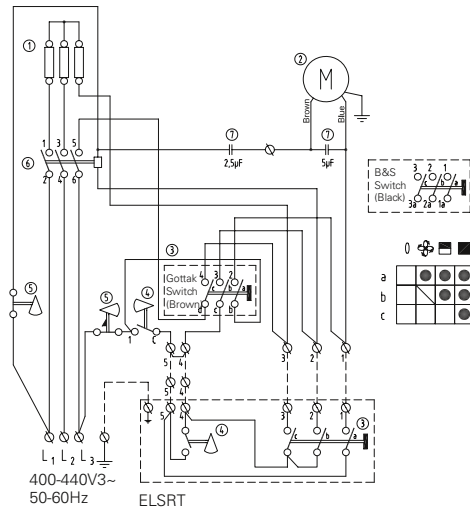 ①
②
M
Brown
Blue
⑦
2,5µF
⑦
5µF
1 3 5
⑥
2 4 6
B&S
Switch
(Black)
3 2 1
c b a
3a 2a 1a
0
a
b
c
③
Gottak
Switch
(Brown)
4 3 2
c b a
d c b
⑤
⑤
④
1 c
5 4
3 2 1
5 4
5 4
3 2 1
④
c b a
③
L1 L2 L3
400-440V3~
50-60Hz
ELSRT